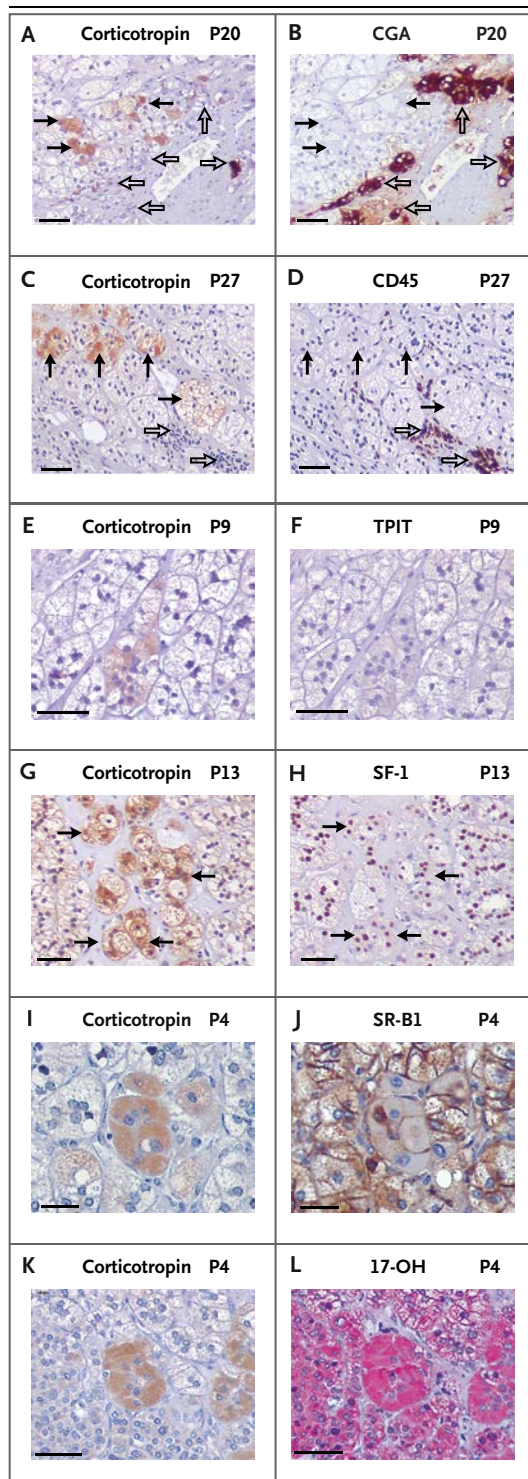 A Corticotropin P20
B CGA P20
C Corticotropin P27
D CD45 P27
E Corticotropin P9
F TPIT P9
G Corticotropin P13
H SF-1 P13
I Corticotropin P4
J SR-B1 P4
K Corticotropin P4
L 17-OH P4